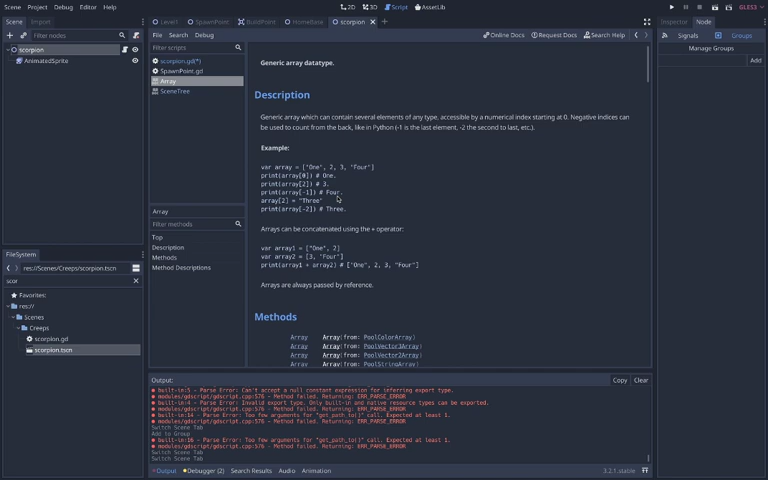 Scene Project Debug Editor Help
2D 3D Script AssetLib
GLES3
Scene Import
Level1 SpawnPoint BuildPoint HomeBase scorpion
Inspector Node
Filter nodes
File Search Debug
Online Docs Request Docs Search Help
Signals Groups
scorpion
AnimatedSprite
Filter scripts
Manage Groups
Add
scorpion.gd(*)
SpawnPoint.gd
Array
SceneTree
Generic array datatype.
Description
Generic array which can contain several elements of any type, accessible by a numerical index starting at 0. Negative indices can
be used to count from the back, like in Python (-1 is the last element, -2 the second to last, etc.).
Example:
var array = ["One", 2, 3, "Four"]
print(array[0]) # One.
print(array[2]) # 3.
print(array[-1]) # Four.
array[2] = "Three"
print(array[-2]) # Three.
Array
Filter methods
Top
Description
Methods
Method Descriptions
Arrays can be concatenated using the + operator:
var array1 = ["One", 2]
var array2 = [3, "Four"]
print(array1 + array2) # ["One", 2, 3, "Four"]
Arrays are always passed by reference.
Methods
Array Array(from: PoolColorArray)
Array Array(from: PoolVector3Array)
Array Array(from: PoolVector2Array)
Array Array(from: PoolStringArray)
FileSystem
res://Scenes/Creeps/scorpion.tscn
scor
Favorites:
res://
Scenes
Creeps
scorpion.gd
scorpion.tscn
Output:
Copy Clear
built-in:5 - Parse Error: Can't accept a null constant expression for inferring export type.
modules/gdscript/gdscript.cpp:576 - Method failed. Returning: ERR_PARSE_ERROR
built-in:4 - Parse Error: Invalid export type. Only built-in and native resource types can be exported.
modules/gdscript/gdscript.cpp:576 - Method failed. Returning: ERR_PARSE_ERROR
built-in:14 - Parse Error: Too few arguments for "get_path_to()" call. Expected at least 1.
modules/gdscript/gdscript.cpp:576 - Method failed. Returning: ERR_PARSE_ERROR
Switch Scene Tab
Add to Group
built-in:16 - Parse Error: Too few arguments for "get_path_to()" call. Expected at least 1.
modules/gdscript/gdscript.cpp:576 - Method failed. Returning: ERR_PARSE_ERROR
Switch Scene Tab
Switch Scene Tab
Output Debugger (2) Search Results Audio Animation
3.2.1.stable